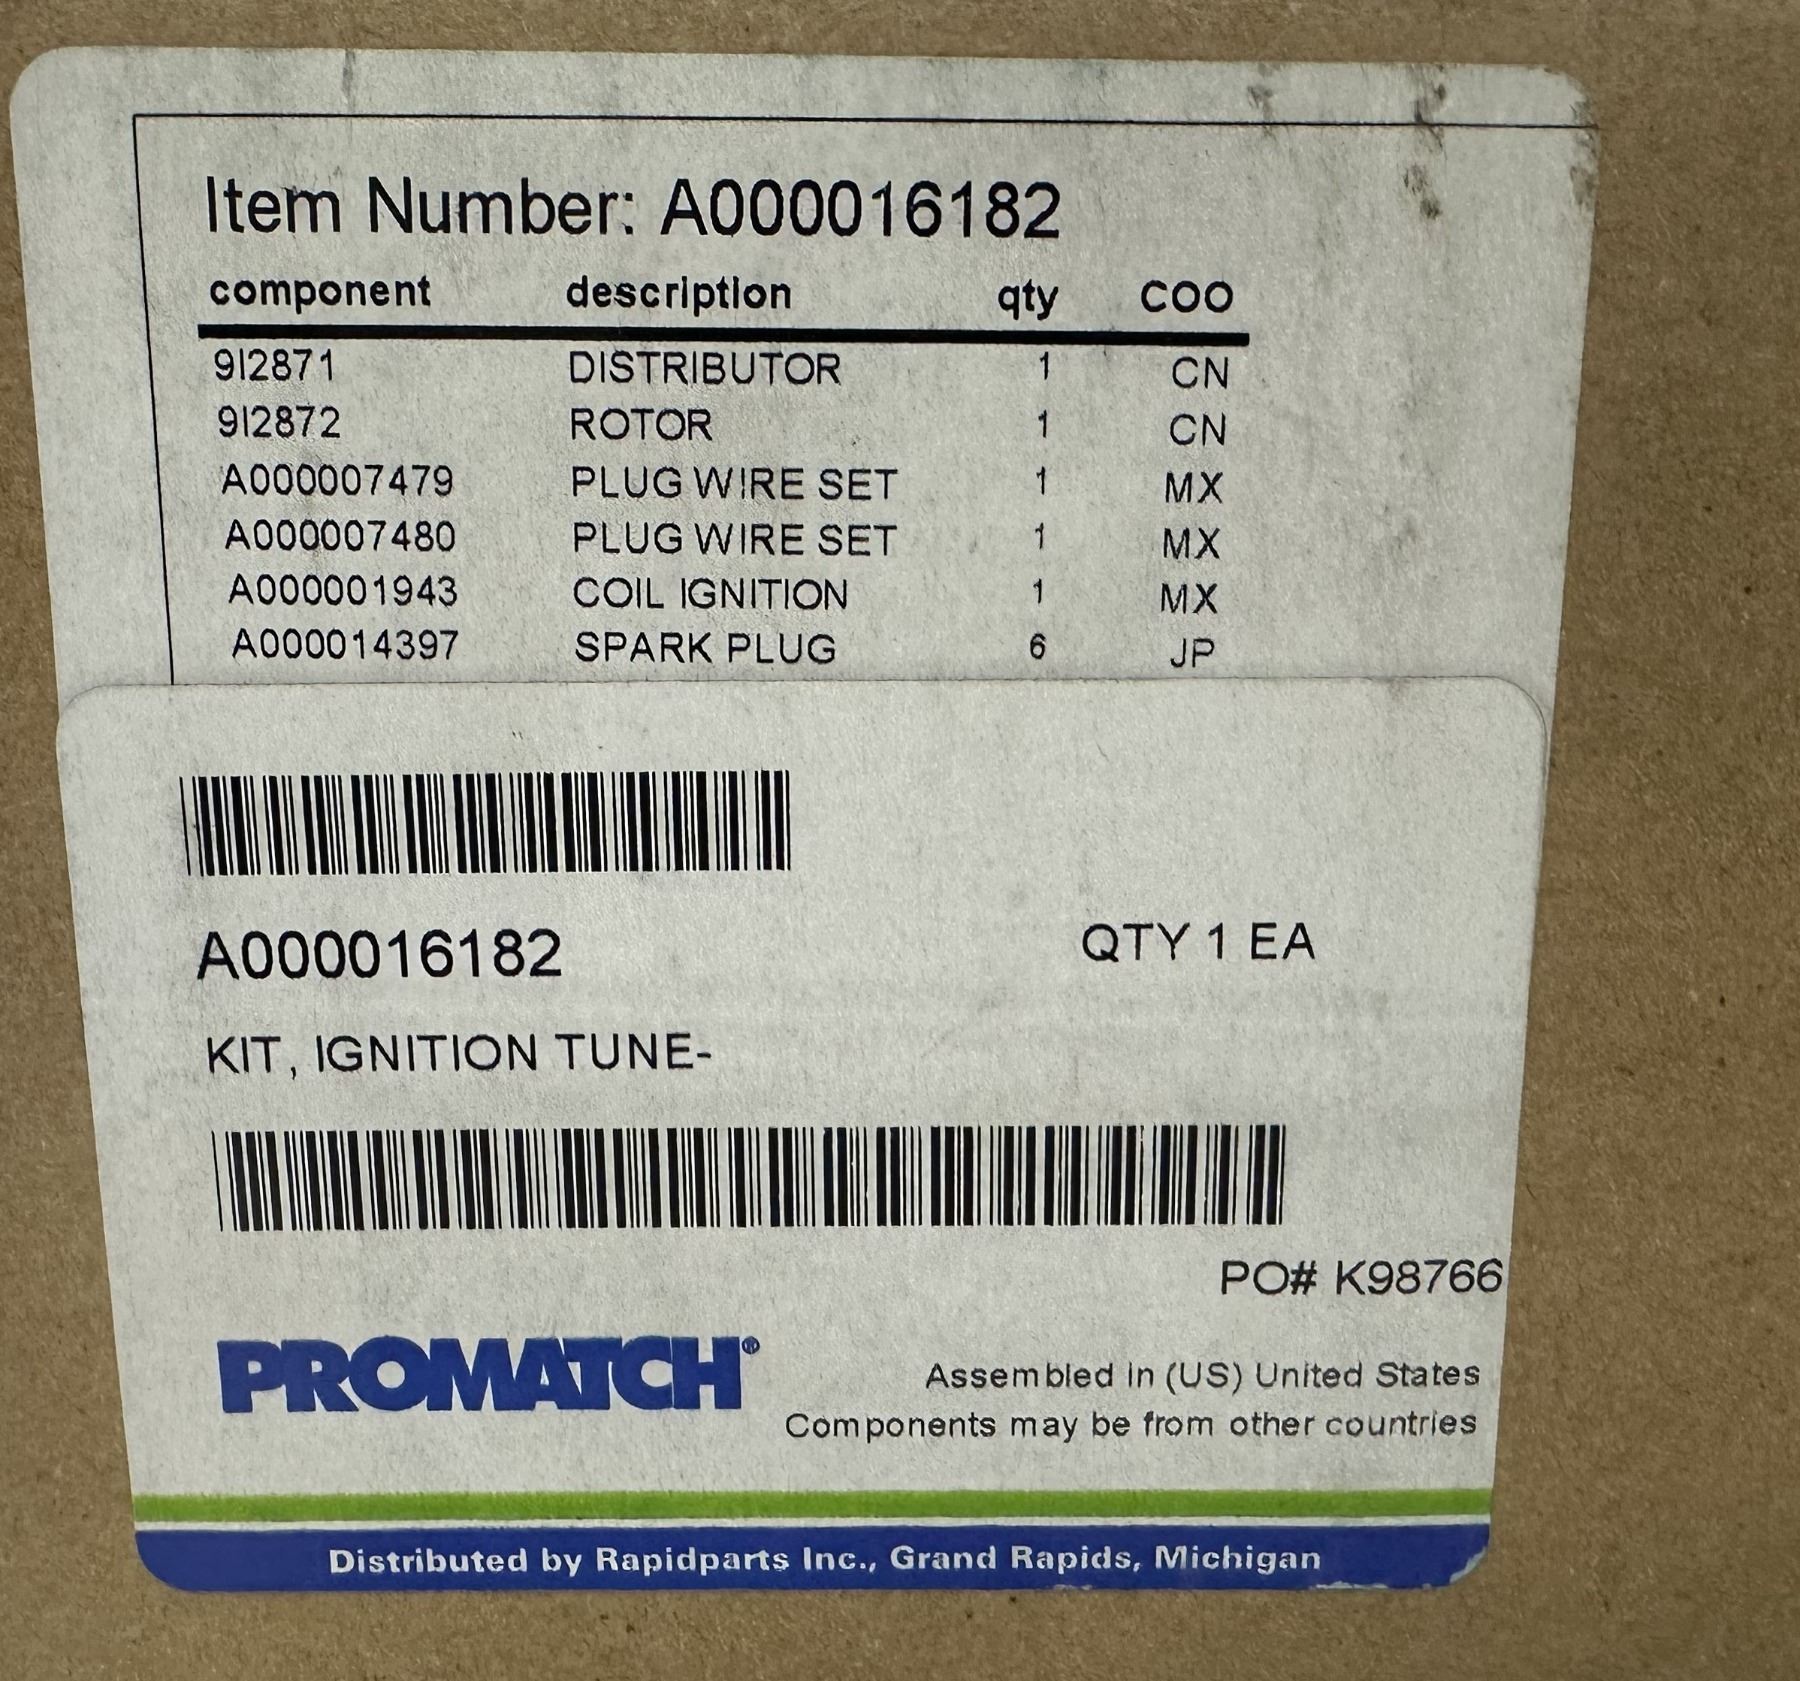 Item Number: A000016182
component description qty COO
9I2871 DISTRIBUTOR 1 CN
9I2872 ROTOR 1 CN
A000007479 PLUG WIRE SET 1 MX
A000007480 PLUG WIRE SET 1 MX
A000001943 COIL IGNITION 1 MX
A000014397 SPARK PLUG 6 JP
A000016182 QTY 1 EA
KIT, IGNITION TUNE-
PO# K98766
PROMATCH®
Assembled in (US) United States
Components may be from other countries
Distributed by Rapidparts Inc., Grand Rapids, Michigan